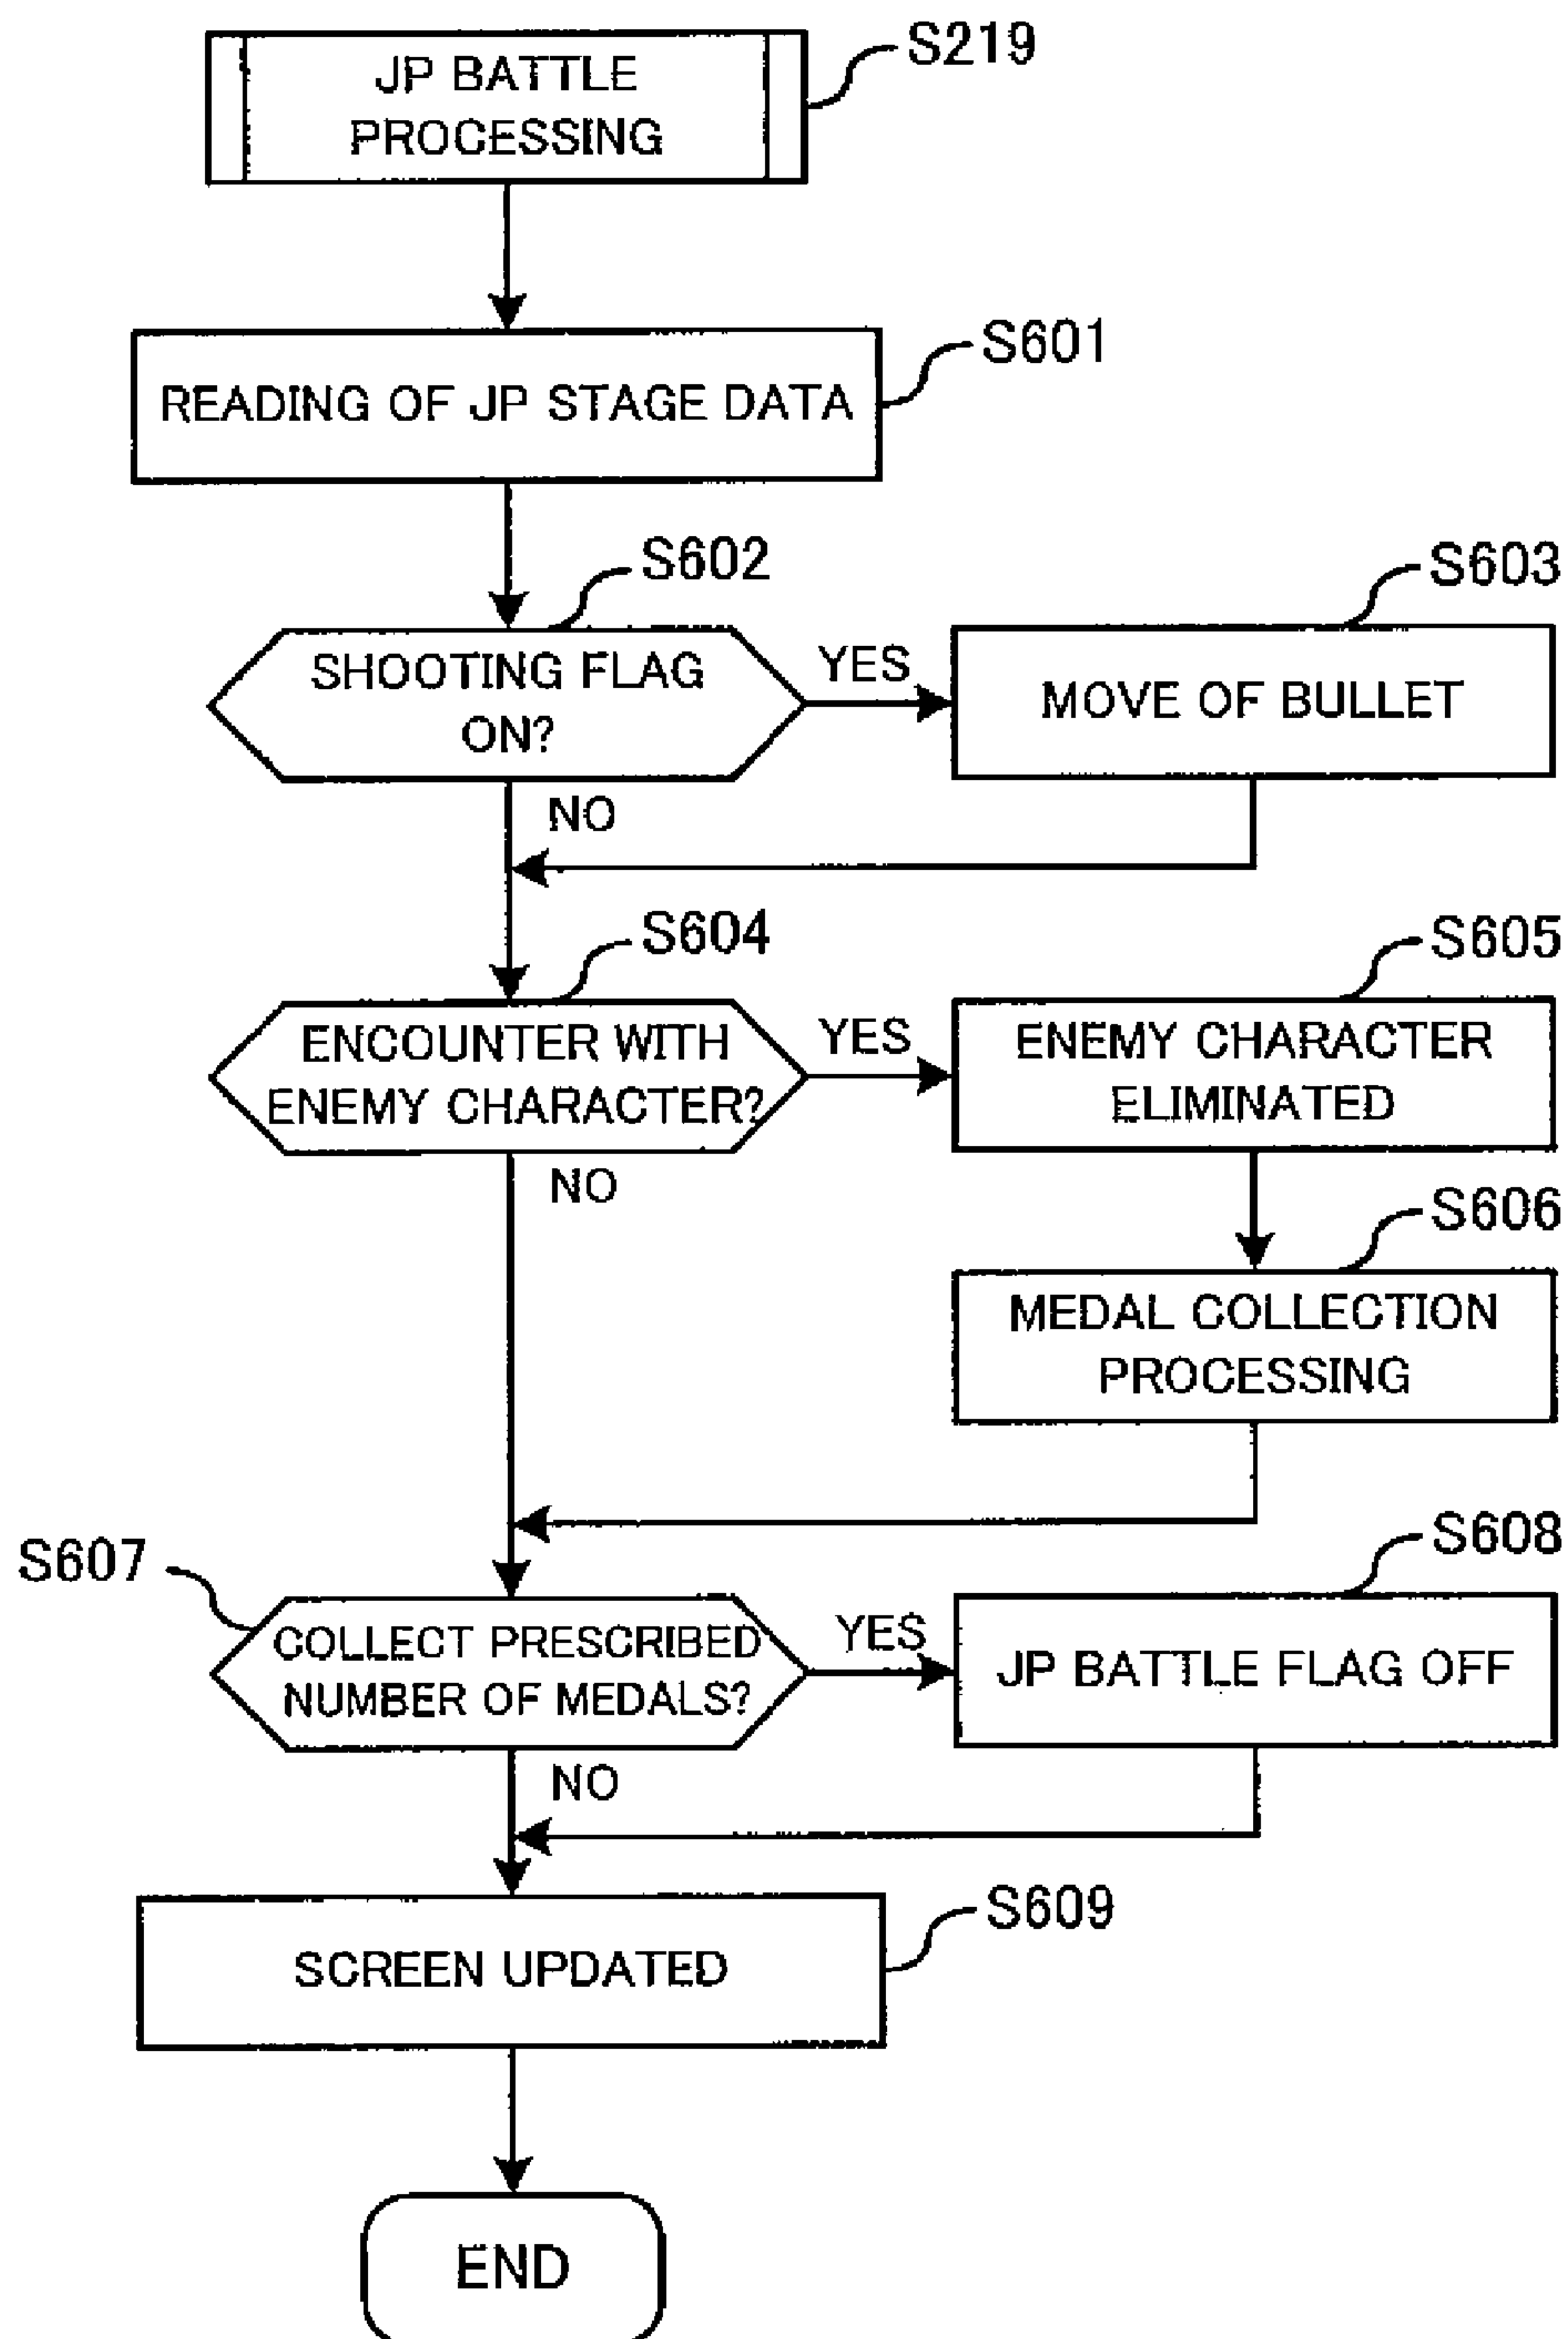 JP BATTLE
PROCESSING
S219
READING OF JP STAGE DATA
S601
S602
SHOOTING FLAG
ON?
YES
NO
S603
MOVE OF BULLET
S604
ENCOUNTER WITH
ENEMY CHARACTER?
YES
NO
S605
ENEMY CHARACTER
ELIMINATED
S606
MEDAL COLLECTION
PROCESSING
S607
COLLECT PRESCRIBED
NUMBER OF MEDALS?
YES
NO
S608
JP BATTLE FLAG OFF
S609
SCREEN UPDATED
END